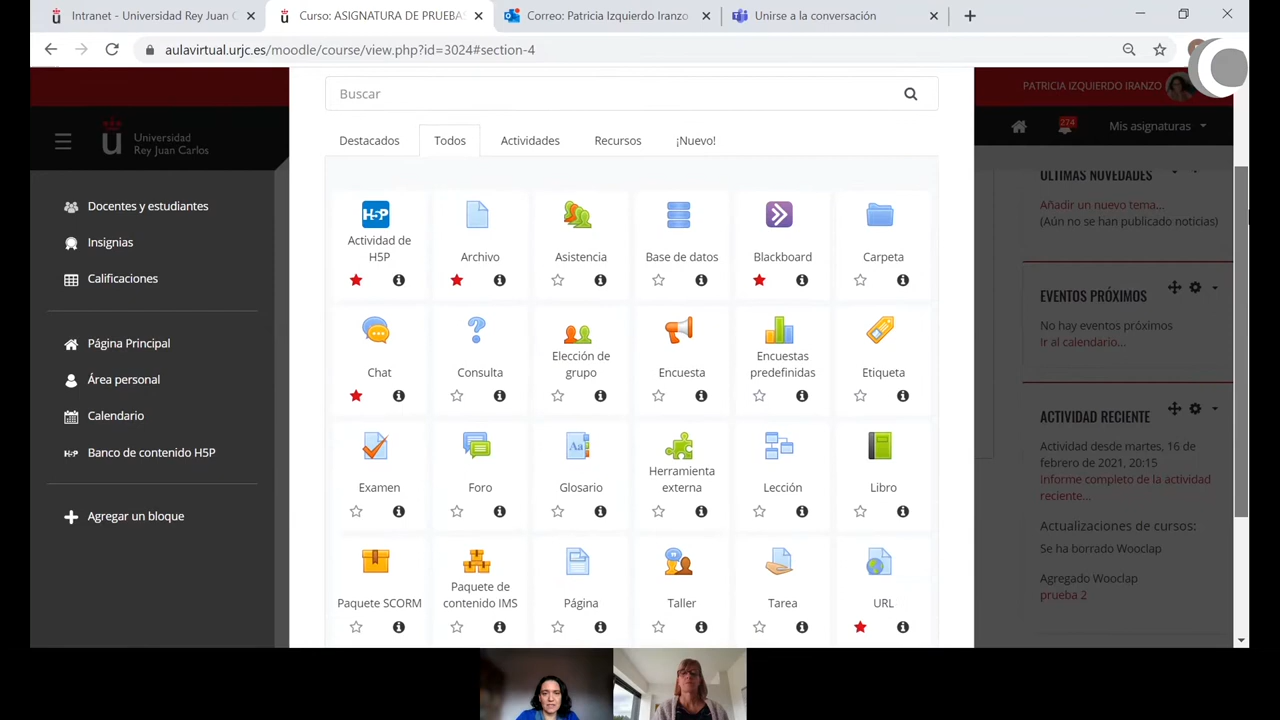 Intranet - Universidad Rey Juan C
Curso: ASIGNATURA DE PRUEBAS
Correo: Patricia Izquierdo Iranzo
Unirse a la conversación
aulavirtual.urjc.es/moodle/course/view.php?id=3024#section-4
PATRICIA IZQUIERDO IRANZO
Universidad
Rey Juan Carlos
274
Mis asignaturas
Docentes y estudiantes
Insignias
Calificaciones
Página Principal
Área personal
Calendario
H5P Banco de contenido H5P
Agregar un bloque
Buscar
Destacados
Todos
Actividades
Recursos
¡Nuevo!
H5P
Actividad de
H5P
Archivo
Asistencia
Base de datos
Blackboard
Carpeta
Chat
Consulta
Elección de
grupo
Encuesta
Encuestas
predefinidas
Etiqueta
Examen
Foro
Aa
Glosario
Herramienta
externa
Lección
Libro
Paquete SCORM
Paquete de
contenido IMS
Página
Taller
Tarea
URL
ÚLTIMAS NOVEDADES
Añadir un nuevo tema...
(Aún no se han publicado noticias)
EVENTOS PRÓXIMOS
No hay eventos próximos
Ir al calendario...
ACTIVIDAD RECIENTE
Actividad desde martes, 16 de
febrero de 2021, 20:15
Informe completo de la actividad
reciente...
Actualizaciones de cursos:
Se ha borrado Wooclap
Agregado Wooclap
prueba 2